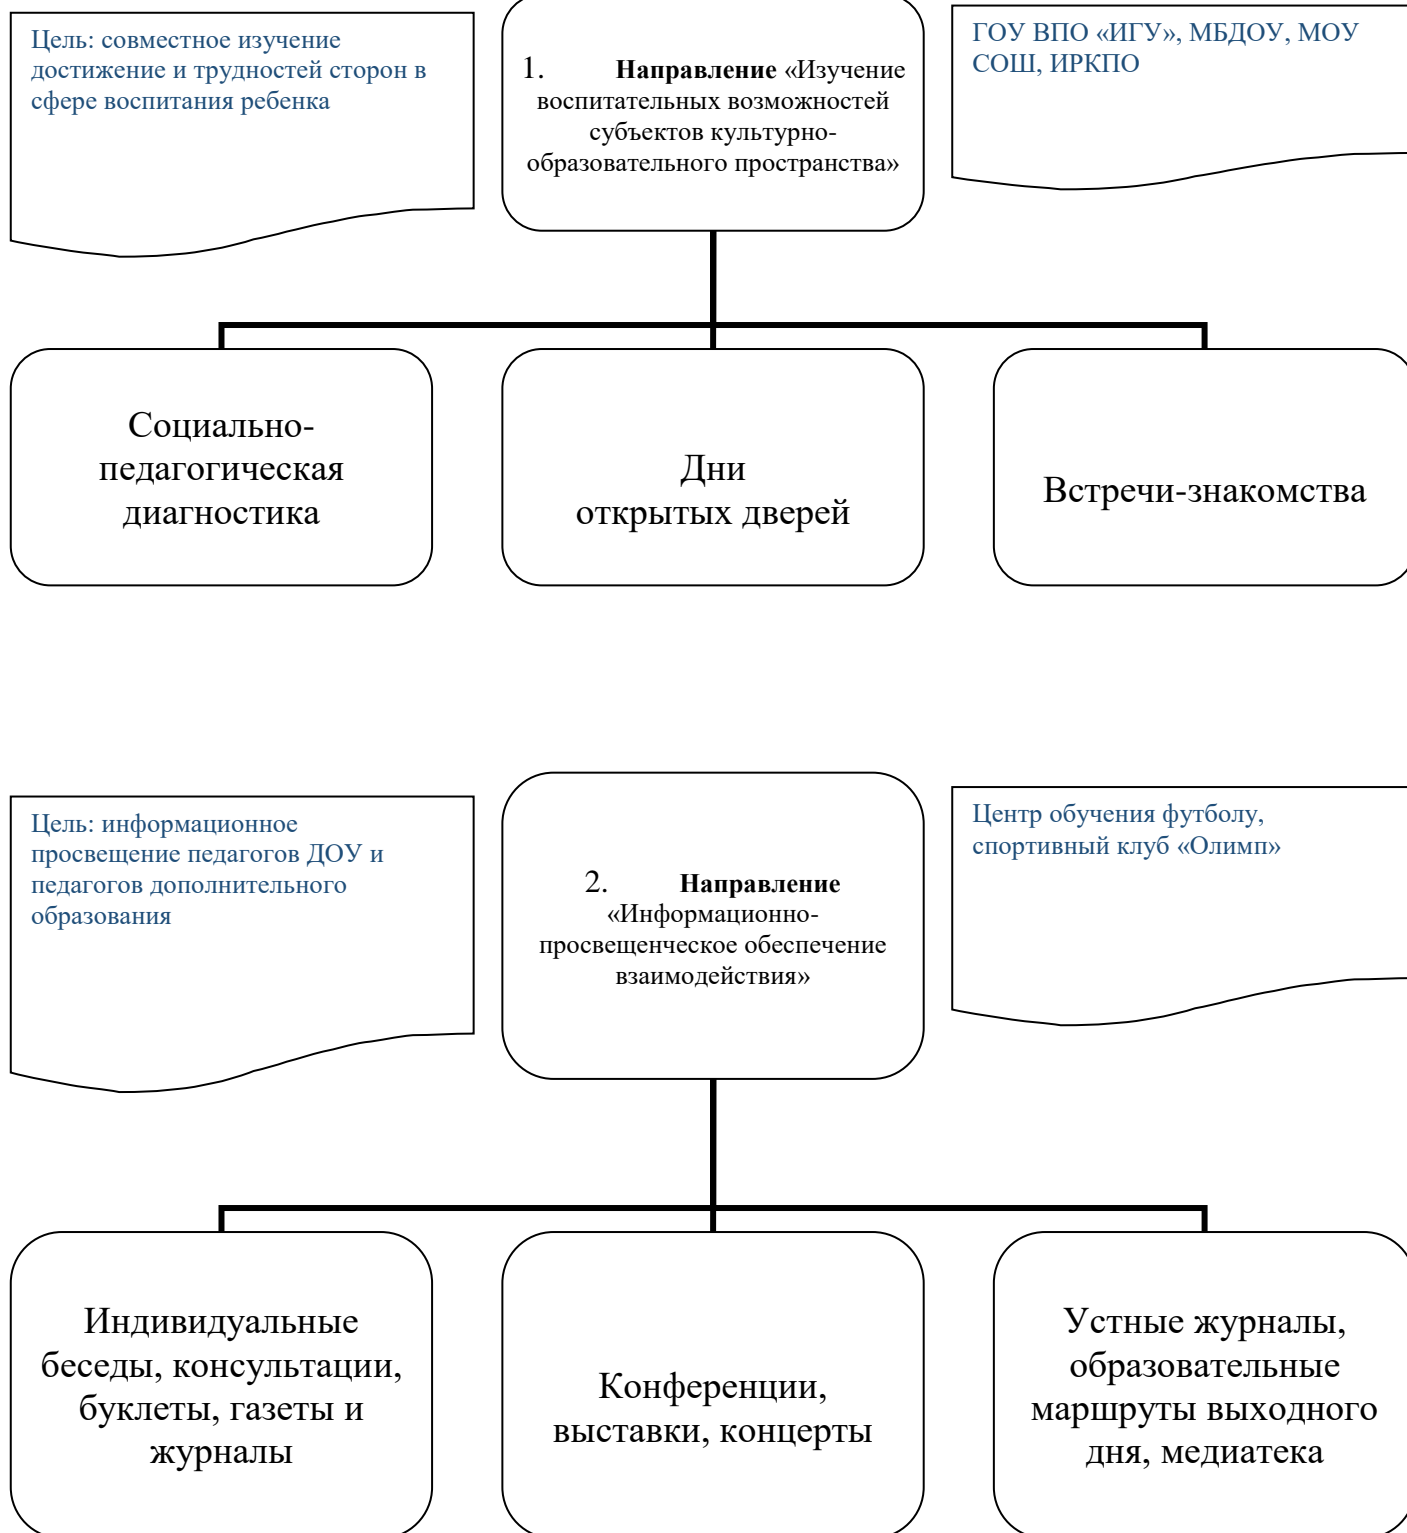 Цель: совместное изучение
достижение и трудностей сторон в
сфере воспитания ребенка
1. Направление «Изучение
воспитательных возможностей
субъектов культурно-
образовательного пространства»
ГОУ ВПО «ИГУ», МБДОУ, МОУ
СОШ, ИРКПО
Социально-
педагогическая
диагностика
Дни
открытых дверей
Встречи-знакомства
Цель: информационное
просвещение педагогов ДОУ и
педагогов дополнительного
образования
2. Направление
«Информационно-
просвещенческое обеспечение
взаимодействия»
Центр обучения футболу,
спортивный клуб «Олимп»
Индивидуальные
беседы, консультации,
буклеты, газеты и
журналы
Конференции,
выставки, концерты
Устные журналы,
образовательные
маршруты выходного
дня, медиатека